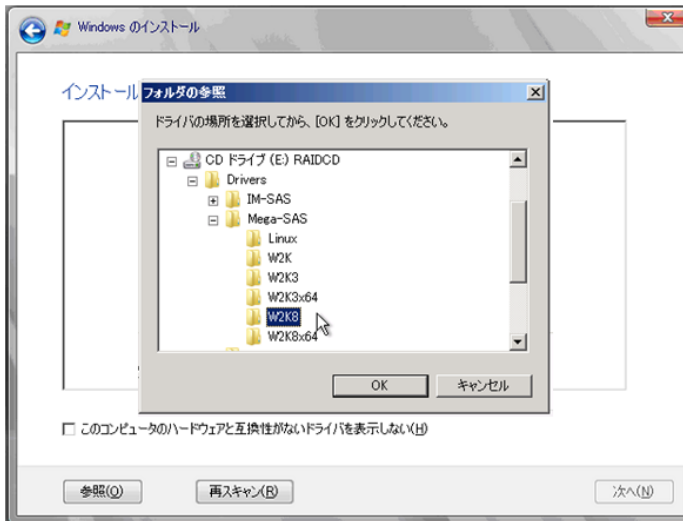 Windows のインストール
インストール
フォルダの参照
ドライバの場所を選択してから、[OK] をクリックしてください。
CD ドライブ (E:) RAIDCD
Drivers
IM-SAS
Mega-SAS
Linux
W2K
W2K3
W2K3x64
W2K8
W2K8x64
OK
キャンセル
このコンピュータのハードウェアと互換性がないドライバを表示しない(H)
参照(O)
再スキャン(R)
次へ(N)